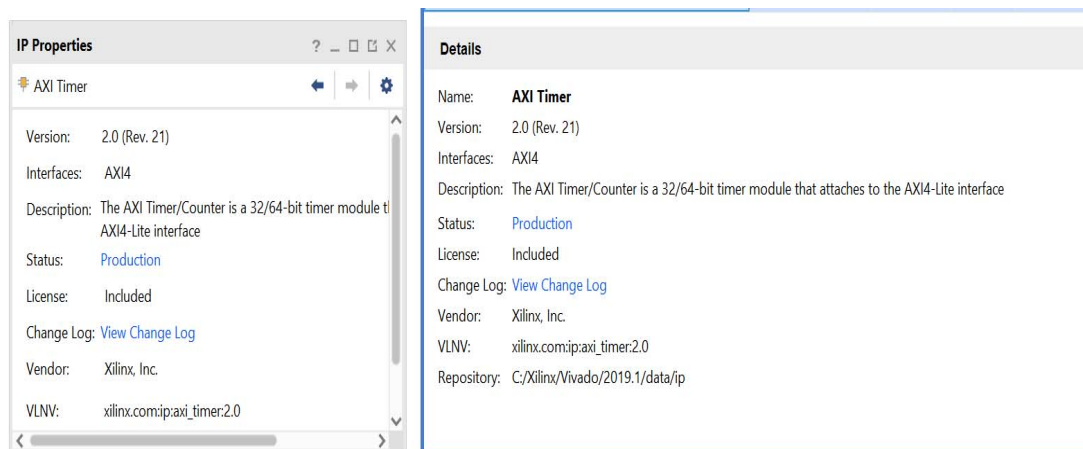 IP Properties
AXI Timer
Version: 2.0 (Rev. 21)
Interfaces: AXI4
Description: The AXI Timer/Counter is a 32/64-bit timer module
AXI4-Lite interface
Status: Production
License: Included
Change Log: View Change Log
Vendor: Xilinx, Inc.
VLNV: xilinx.com:ip:axi_timer:2.0
Details
Name: AXI Timer
Version: 2.0 (Rev. 21)
Interfaces: AXI4
Description: The AXI Timer/Counter is a 32/64-bit timer module that attaches to the AXI4-Lite interface
Status: Production
License: Included
Change Log: View Change Log
Vendor: Xilinx, Inc.
VLNV: xilinx.com:ip:axi_timer:2.0
Repository: C:/Xilinx/Vivado/2019.1/data/ip